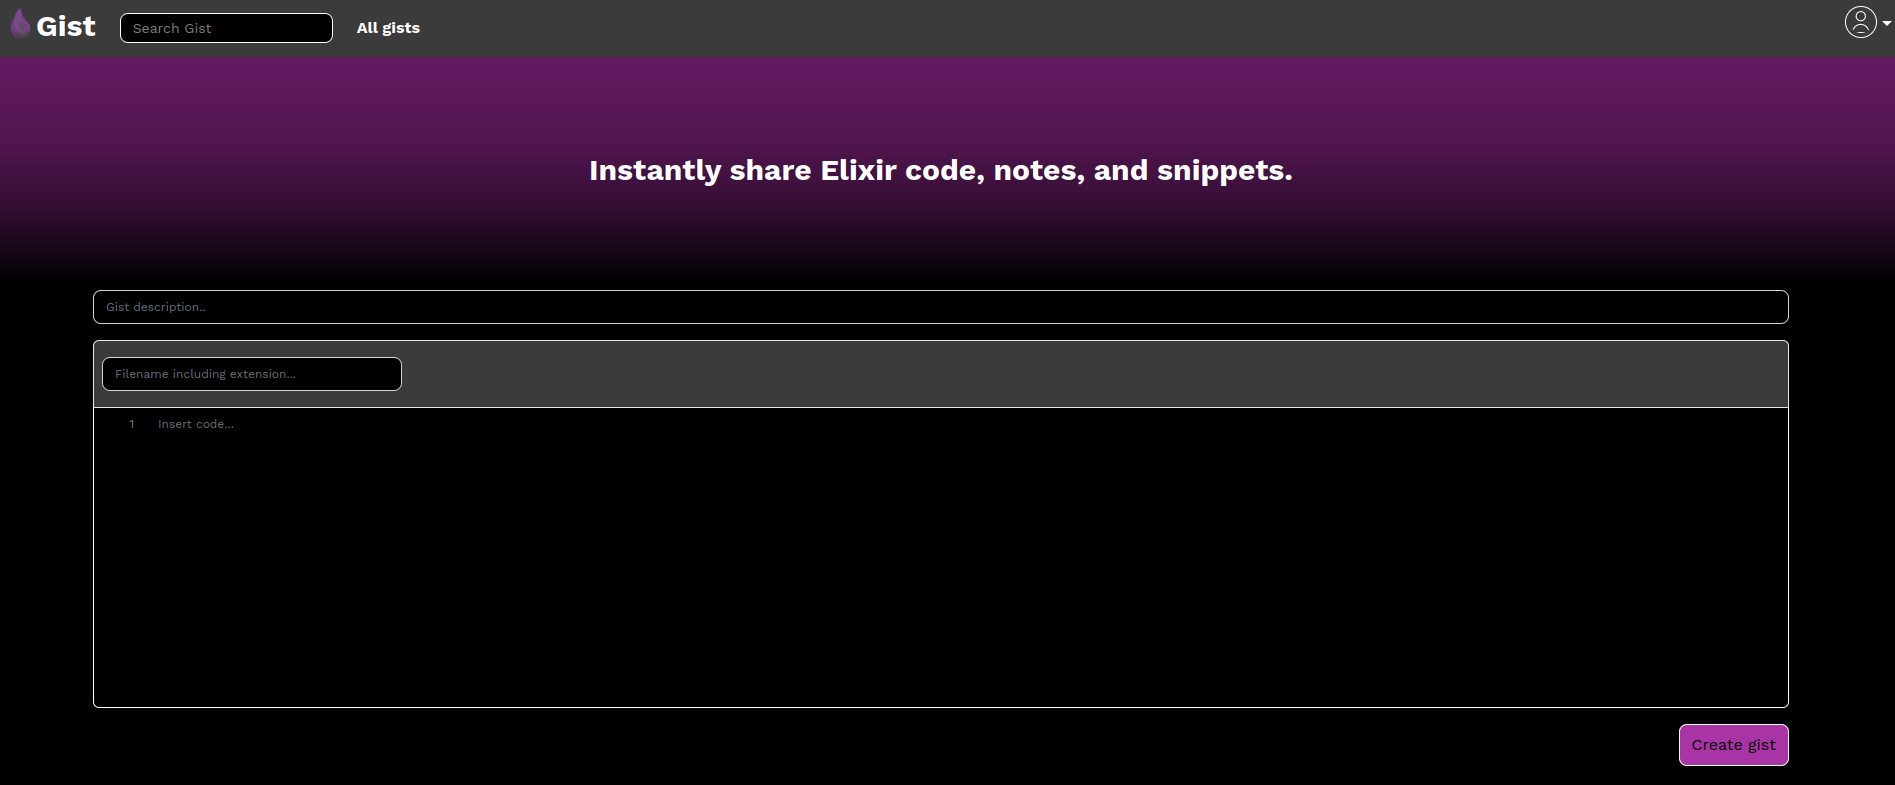 Gist
Search Gist
All gists
Instantly share Elixir code, notes, and snippets.
Gist description..
Filename including extension...
1
Insert code...
Create gist